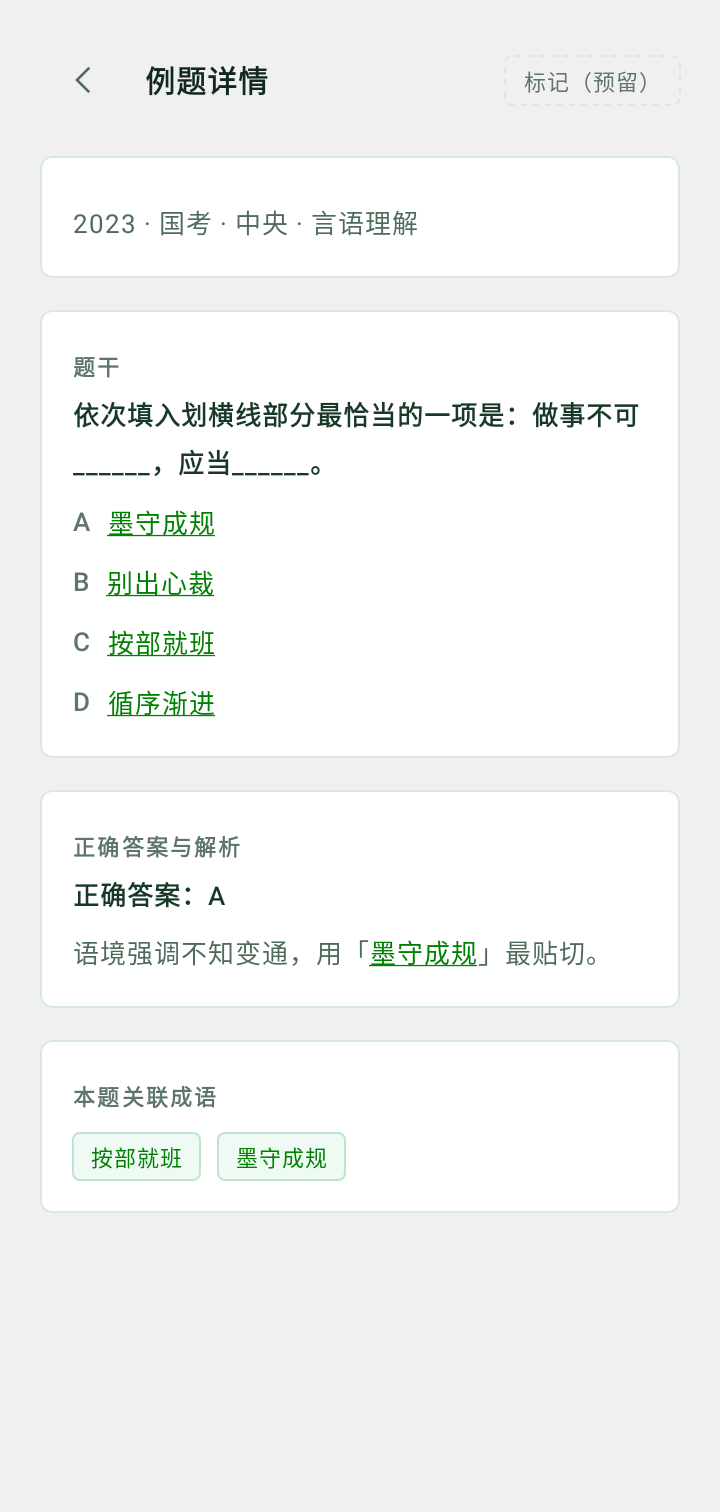 例题详情
标记（预留）
2023 · 国考 · 中央 · 言语理解
题干
依次填入划横线部分最恰当的一项是：做事不可
______，应当______。
A 墨守成规
B 别出心裁
C 按部就班
D 循序渐进
正确答案与解析
正确答案：A
语境强调不知变通，用「墨守成规」最贴切。
本题关联成语
按部就班 墨守成规